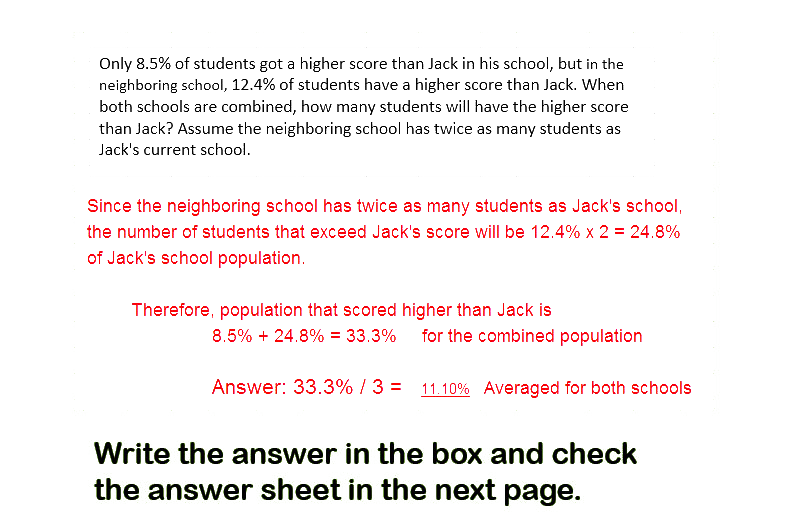 Only 8.5% of students got a higher score than Jack in his school, but in the
neighboring school, 12.4% of students have a higher score than Jack. When
both schools are combined, how many students will have the higher score
than Jack? Assume the neighboring school has twice as many students as
Jack's current school.
Since the neighboring school has twice as many students as Jack's school,
the number of students that exceed Jack's score will be 12.4% x 2 = 24.8%
of Jack's school population.
Therefore, population that scored higher than Jack is
8.5% + 24.8% = 33.3% for the combined population
Answer: 33.3% / 3 = 11.10% Averaged for both schools
Write the answer in the box and check
the answer sheet in the next page.